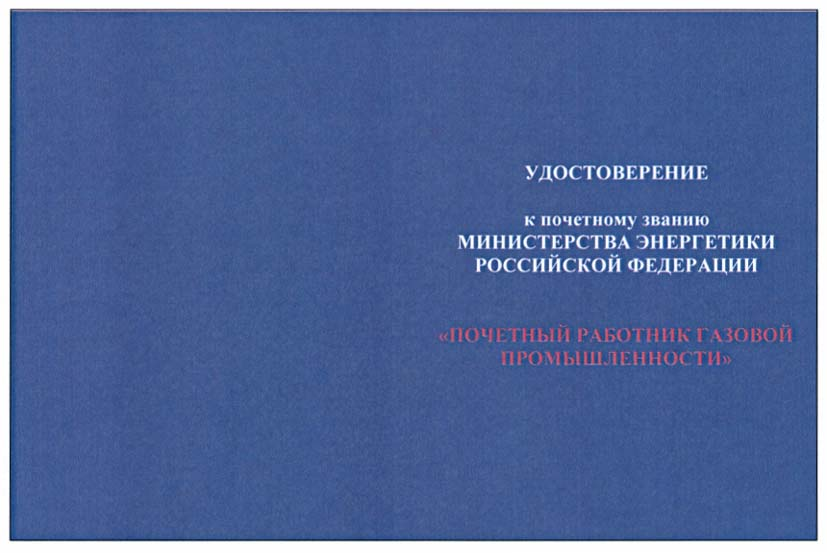 УДОСТОВЕРЕНИЕ
к почетному званию
МИНИСТЕРСТВА ЭНЕРГЕТИКИ
РОССИЙСКОЙ ФЕДЕРАЦИИ
«ПОЧЕТНЫЙ РАБОТНИК ГАЗОВОЙ
ПРОМЫШЛЕННОСТИ»